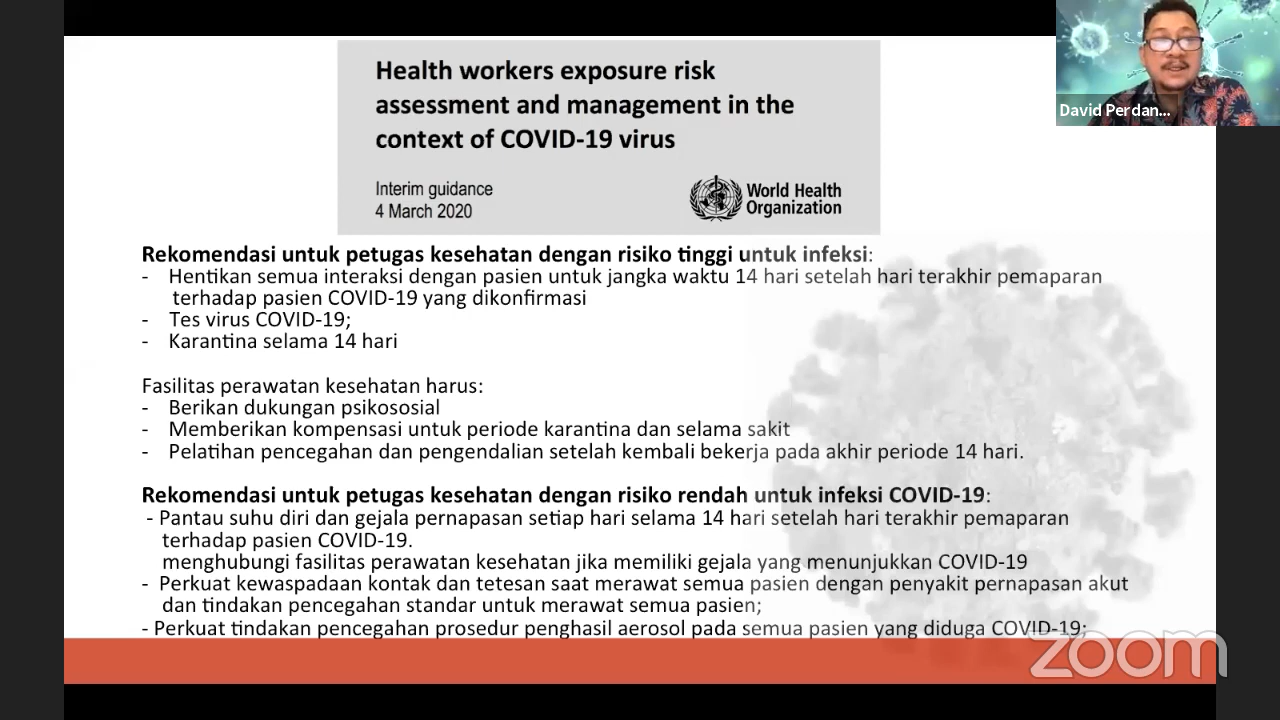 Health workers exposure risk
assessment and management in the
context of COVID-19 virus
Interim guidance
4 March 2020
World Health
Organization
David Perdan...
Rekomendasi untuk petugas kesehatan dengan risiko tinggi untuk infeksi:
- Hentikan semua interaksi dengan pasien untuk jangka waktu 14 hari setelah hari terakhir pemaparan
terhadap pasien COVID-19 yang dikonfirmasi
- Tes virus COVID-19;
- Karantina selama 14 hari
Fasilitas perawatan kesehatan harus:
- Berikan dukungan psikososial
- Memberikan kompensasi untuk periode karantina dan selama sakit
- Pelatihan pencegahan dan pengendalian setelah kembali bekerja pada akhir periode 14 hari.
Rekomendasi untuk petugas kesehatan dengan risiko rendah untuk infeksi COVID-19:
- Pantau suhu diri dan gejala pernapasan setiap hari selama 14 hari setelah hari terakhir pemaparan
terhadap pasien COVID-19.
menghubungi fasilitas perawatan kesehatan jika memiliki gejala yang menunjukkan COVID-19
- Perkuat kewaspadaan kontak dan tetesan saat merawat semua pasien dengan penyakit pernapasan akut
dan tindakan pencegahan standar untuk merawat semua pasien;
- Perkuat tindakan pencegahan prosedur penghasil aerosol pada semua pasien yang diduga COVID-19;
zoom